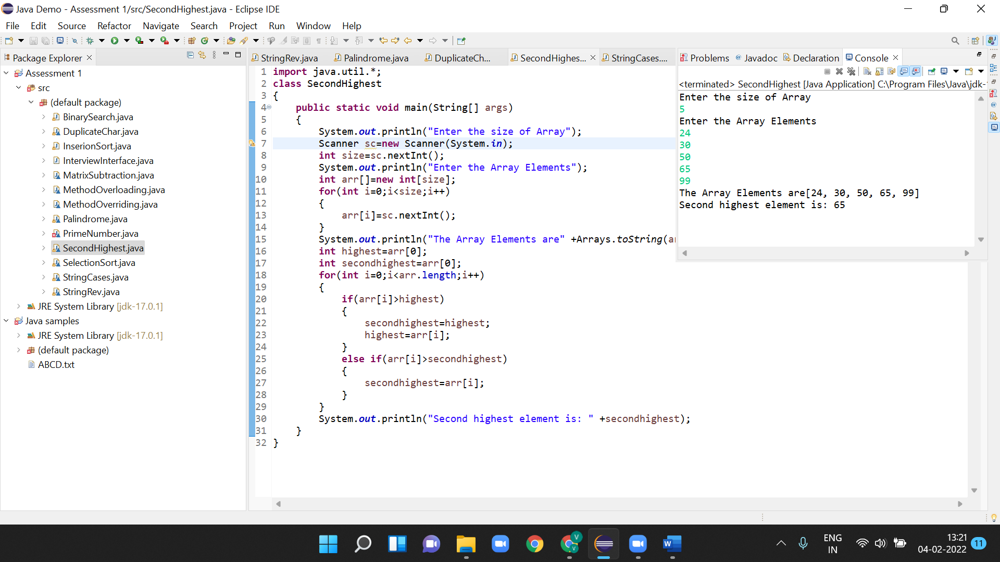 Java Demo - Assessment 1/src/SecondHighest.java - Eclipse IDE
File Edit Source Refactor Navigate Search Project Run Window Help
Package Explorer
Assessment 1
src
(default package)
BinarySearch.java
DuplicateChar.java
InserionSort.java
InterviewInterface.java
MatrixSubtraction.java
MethodOverloading.java
MethodOverriding.java
Palindrome.java
PrimeNumber.java
SecondHighest.java
SelectionSort.java
StringCases.java
StringRev.java
JRE System Library [jdk-17.0.1]
Java samples
JRE System Library [jdk-17.0.1]
(default package)
ABCD.txt
StringRev.java Palindrome.java DuplicateCh... SecondHighes... StringCases....
1 import java.util.*;
2 class SecondHighest
3 {
4 public static void main(String[] args)
5 {
6 System.out.println("Enter the size of Array");
7 Scanner sc=new Scanner(System.in);
8 int size=sc.nextInt();
9 System.out.println("Enter the Array Elements");
10 int arr[]=new int[size];
11 for(int i=0;i<size;i++)
12 {
13 arr[i]=sc.nextInt();
14 }
15 System.out.println("The Array Elements are" +Arrays.toString(a
16 int highest=arr[0];
17 int secondhighest=arr[0];
18 for(int i=0;i<arr.length;i++)
19 {
20 if(arr[i]>highest)
21 {
22 secondhighest=highest;
23 highest=arr[i];
24 }
25 else if(arr[i]>secondhighest)
26 {
27 secondhighest=arr[i];
28 }
29 }
30 System.out.println("Second highest element is: " +secondhighest);
31 }
32 }
Problems Javadoc Declaration Console
<terminated> SecondHighest [Java Application] C:\Program Files\Java\jdk-
Enter the size of Array
5
Enter the Array Elements
24
30
50
65
99
The Array Elements are[24, 30, 50, 65, 99]
Second highest element is: 65
ENG
IN
13:21
04-02-2022
11